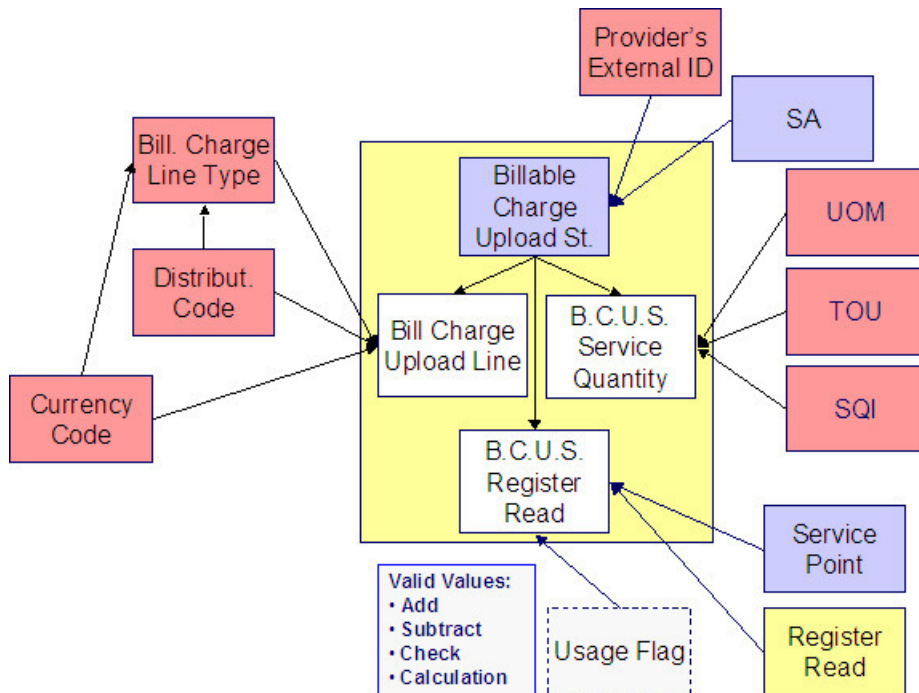 Provider's
External ID
SA
Bill. Charge
Line Type
Billable
Charge
Upload St.
UOM
Distribut.
Code
TOU
Bill Charge
Upload Line
B.C.U.S.
Service
Quantity
Currency
Code
SQI
B.C.U.S.
Register
Read
Service
Point
Valid Values:
• Add
• Subtract
• Check
• Calculation
Usage Flag
Register
Read